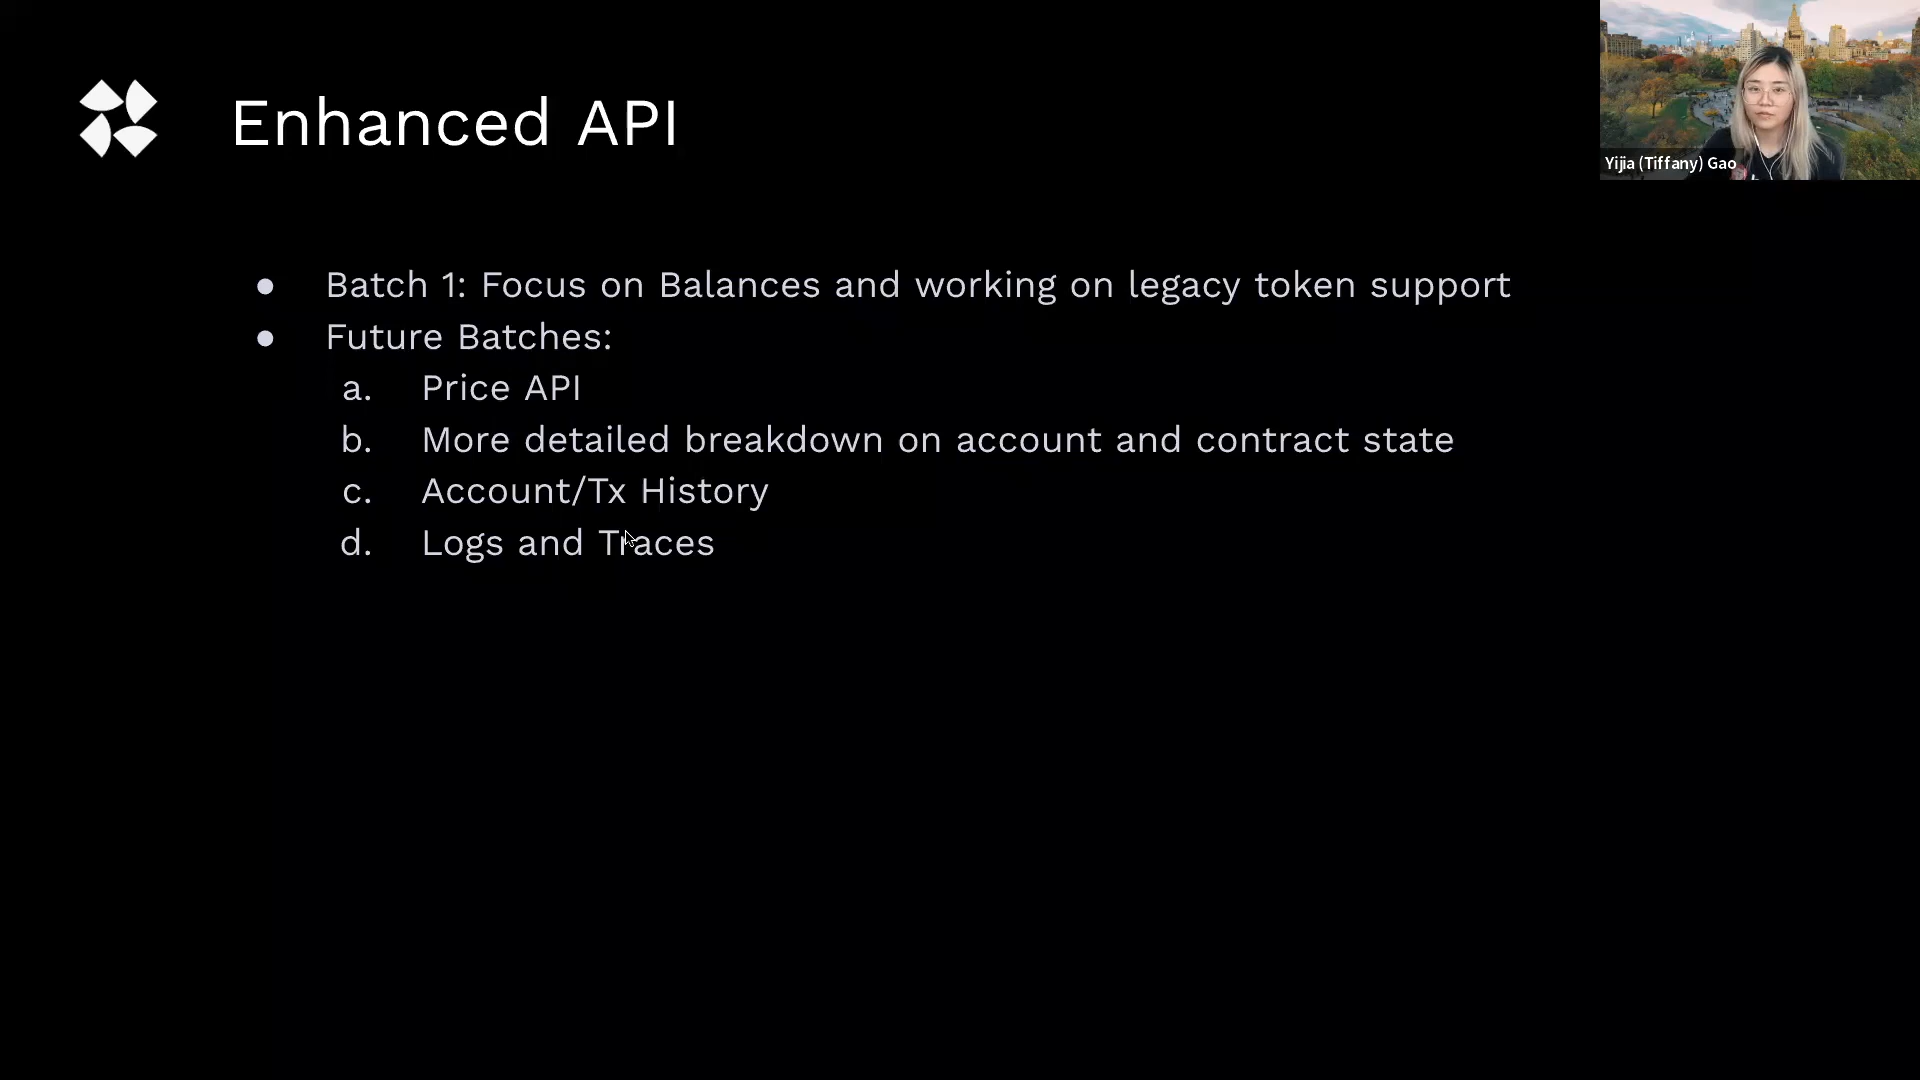 Enhanced API
Yijia (Tiffany) Gao
● Batch 1: Focus on Balances and working on legacy token support
● Future Batches:
a. Price API
b. More detailed breakdown on account and contract state
c. Account/Tx History
d. Logs and Traces